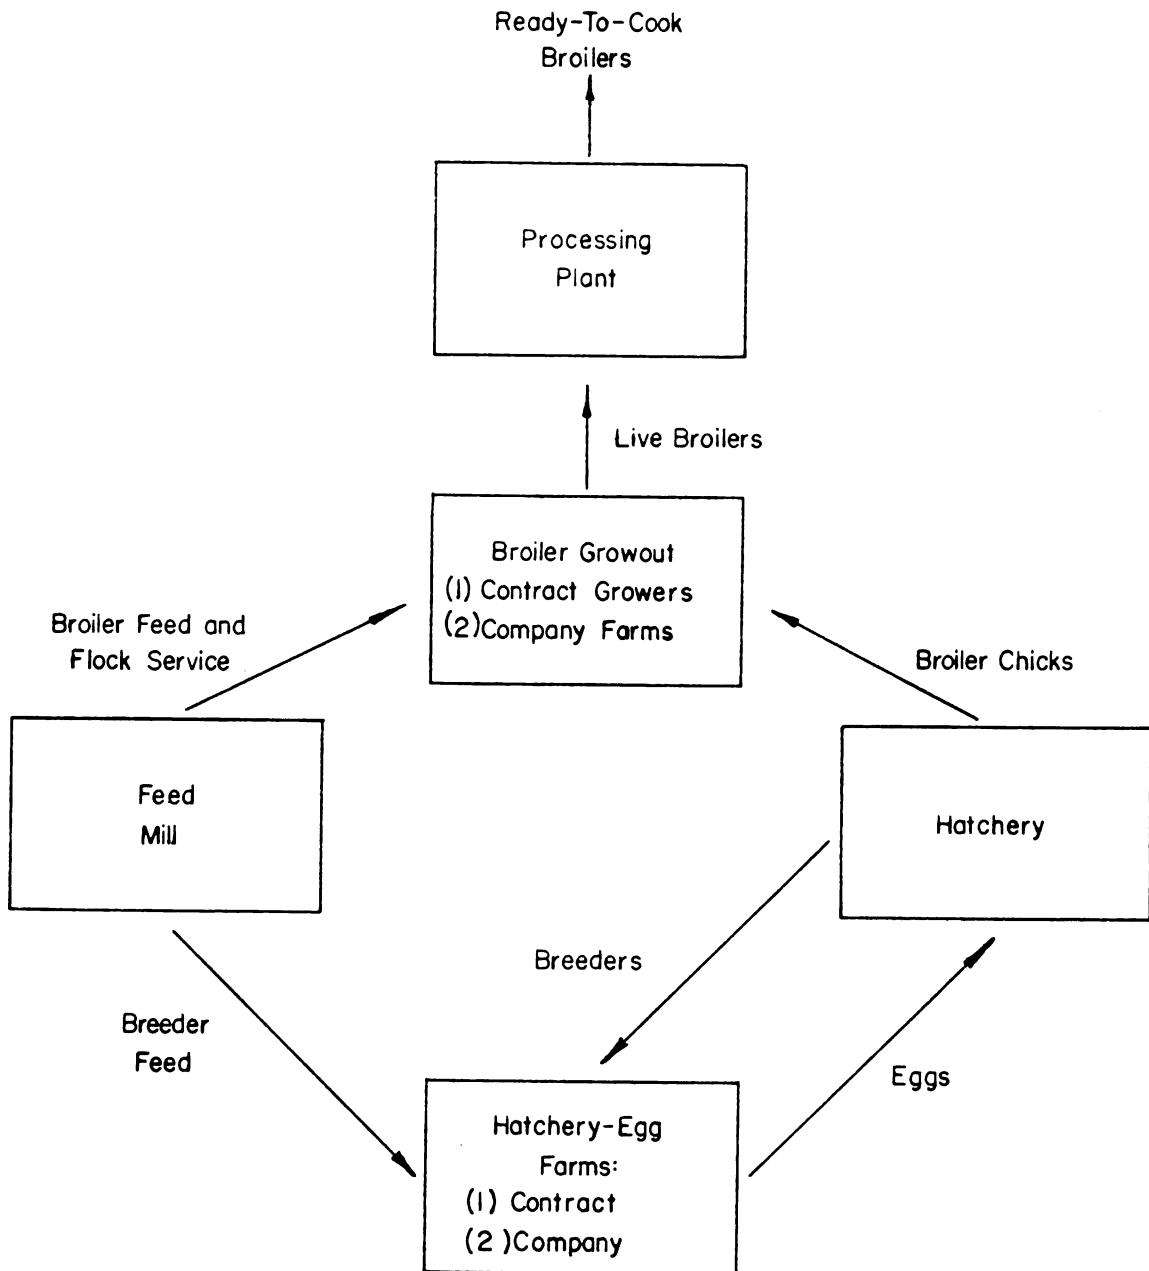 Ready-To-Cook
Broilers
Processing
Plant
Live Broilers
Broiler Growout
(1) Contract Growers
(2) Company Farms
Broiler Feed and
Flock Service
Broiler Chicks
Feed
Mill
Hatchery
Breeders
Breeder
Feed
Eggs
Hatchery-Egg
Farms:
(1) Contract
(2) Company